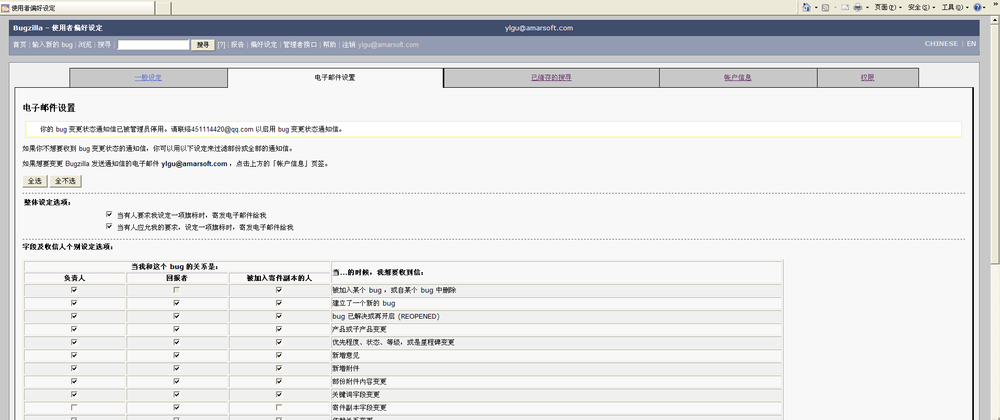 使用者偏好设定
页面(P) 安全(S) 工具(O)
Bugzilla – 使用者偏好设定 ylgu@amarsoft.com
首页 | 输入新的 bug | 浏览 | 搜寻 | 搜寻 [?] | 报告 | 偏好设定 | 管理者接口 | 帮助 | 注销 ylgu@amarsoft.com CHINESE | EN
一般设定 电子邮件设置 已储存的搜寻 帐户信息 权限
电子邮件设置
你的 bug 变更状态通知信已被管理员停用。请联络451114420@qq.com 以启用 bug 变更状态通知信。
如果你不想要收到 bug 变更状态的通知信，你可以用以下设定来过滤部份或全部的通知信。
如果想要变更 Bugzilla 发送通知信的电子邮件 ylgu@amarsoft.com ，点击上方的「帐户信息」页签。
全选 全不选
整体设定选项：
当有人要求我设定一项旗标时，寄发电子邮件给我
当有人应允我的要求，设定一项旗标时，寄发电子邮件给我
字段及收信人个别设定选项：
当我和这个 bug 的关系是： 当...的时候，我想要收到信：
负责人 回报者 被加入寄件副本的人
被加入某个 bug ，或自某个 bug 中删除
建立了一个新的 bug
bug 已解决或再开启 (REOPENED)
产品或子产品变更
优先程度、状态、等级，或是里程碑变更
新增意见
新增附件
部份附件内容变更
关键词字段变更
寄件副本字段变更
依赖关系变更